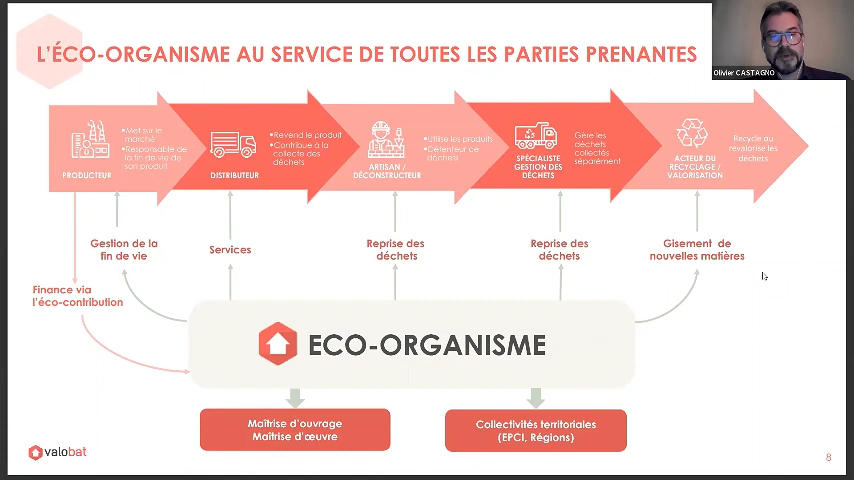 L'ÉCO-ORGANISME AU SERVICE DE TOUTES LES PARTIES PRENANTES
Olivier CASTAGNO
PRODUCTEUR
•Met sur le
marché
•Responsable de
la fin de vie de
son produit
DISTRIBUTEUR
•Revend le produit
•Contribue à la
collecte des
déchets
ARTISAN /
DÉCONSTRUCTEUR
•Utilise les produits
•Détenteur de
déchets
SPÉCIALISTE
GESTION DES
DÉCHETS
Gère les
déchets
collectés
séparément
ACTEUR DU
RECYCLAGE /
VALORISATION
Recycle ou
revalorise les
déchets
Gestion de la
fin de vie
Services
Reprise des
déchets
Reprise des
déchets
Gisement de
nouvelles matières
Finance via
l'éco-contribution
ECO-ORGANISME
Maîtrise d'ouvrage
Maîtrise d'œuvre
Collectivités territoriales
(EPCI, Régions)
valobat
8